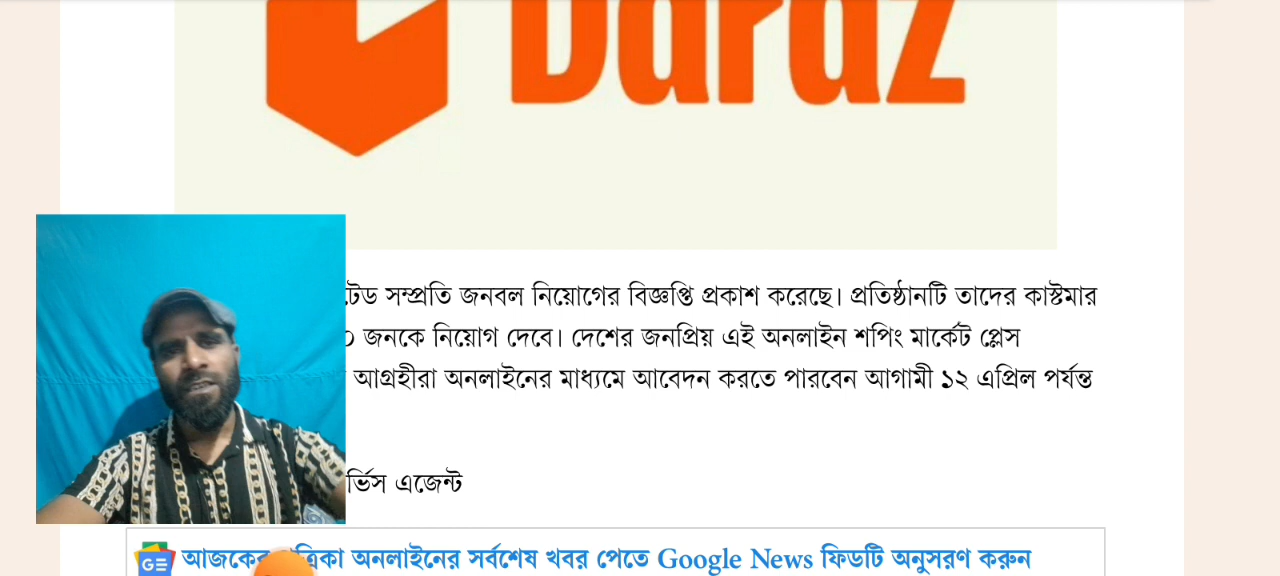 Daraz
সম্প্রতি জনবল নিয়োগের বিজ্ঞপ্তি প্রকাশ করেছে। প্রতিষ্ঠানটি তাদের কাস্টমার
জনকে নিয়োগ দেবে। দেশের জনপ্রিয় এই অনলাইন শপিং মার্কেট প্লেস
আগ্রহীরা অনলাইনের মাধ্যমে আবেদন করতে পারবেন আগামী ১২ এপ্রিল পর্যন্ত
এজেন্ট
GE আজকের পত্রিকা অনলাইনের সর্বশেষ খবর পেতে Google News ফিডটি অনুসরণ করুন